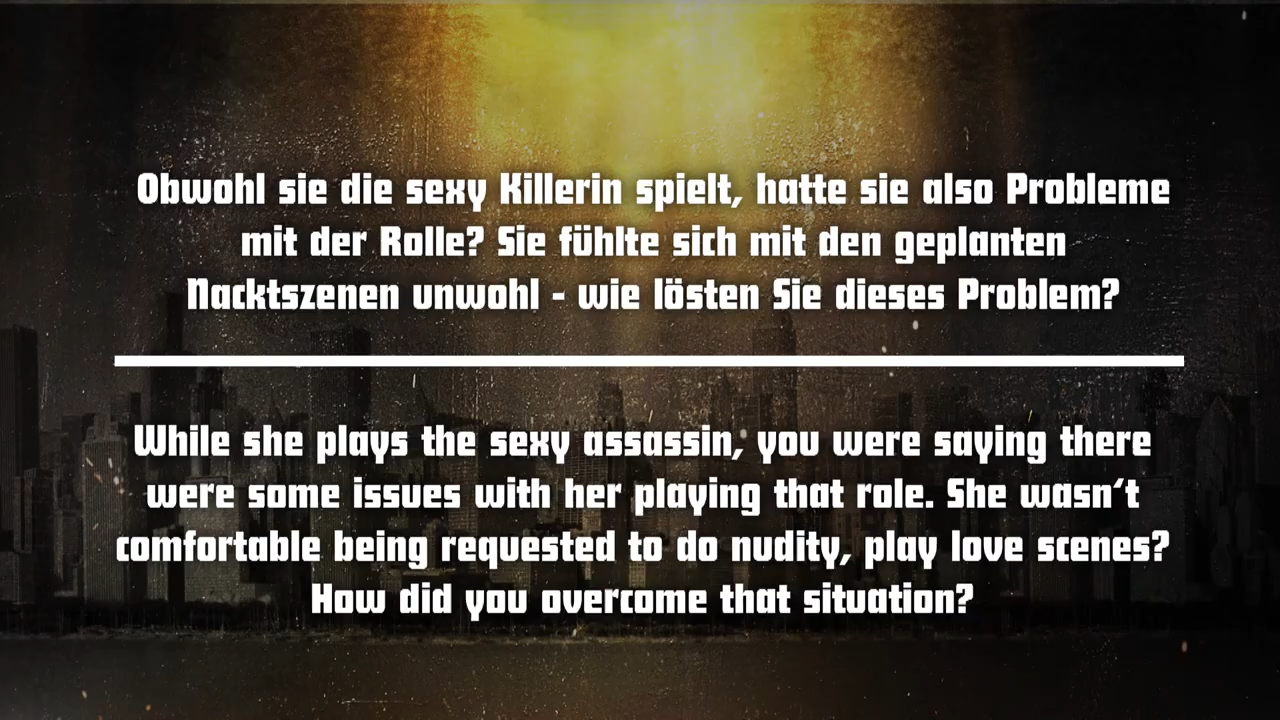 Obwohl sie die sexy Killerin spielt, hatte sie also Probleme
mit der Rolle? Sie fühlte sich mit den geplanten
Nacktszenen unwohl - wie lösten Sie dieses Problem?
While she plays the sexy assassin, you were saying there
were some issues with her playing that role. She wasn‘t
comfortable being requested to do nudity, play love scenes?
How did you overcome that situation?